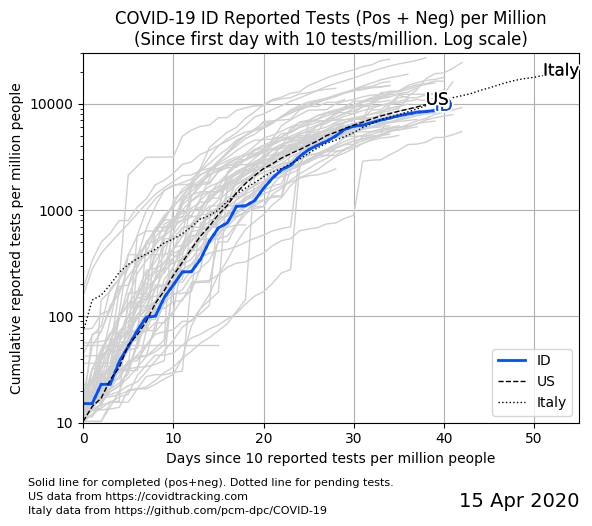 COVID-19 ID Reported Tests (Pos + Neg) per Million
(Since first day with 10 tests/million. Log scale)
Cumulative reported tests per million people
10000
1000
100
10
US
ID
Italy
ID
US
Italy
0
10
20
30
40
50
Days since 10 reported tests per million people
Solid line for completed (pos+neg). Dotted line for pending tests.
US data from https://covidtracking.com
Italy data from https://github.com/pcm-dpc/COVID-19
15 Apr 2020